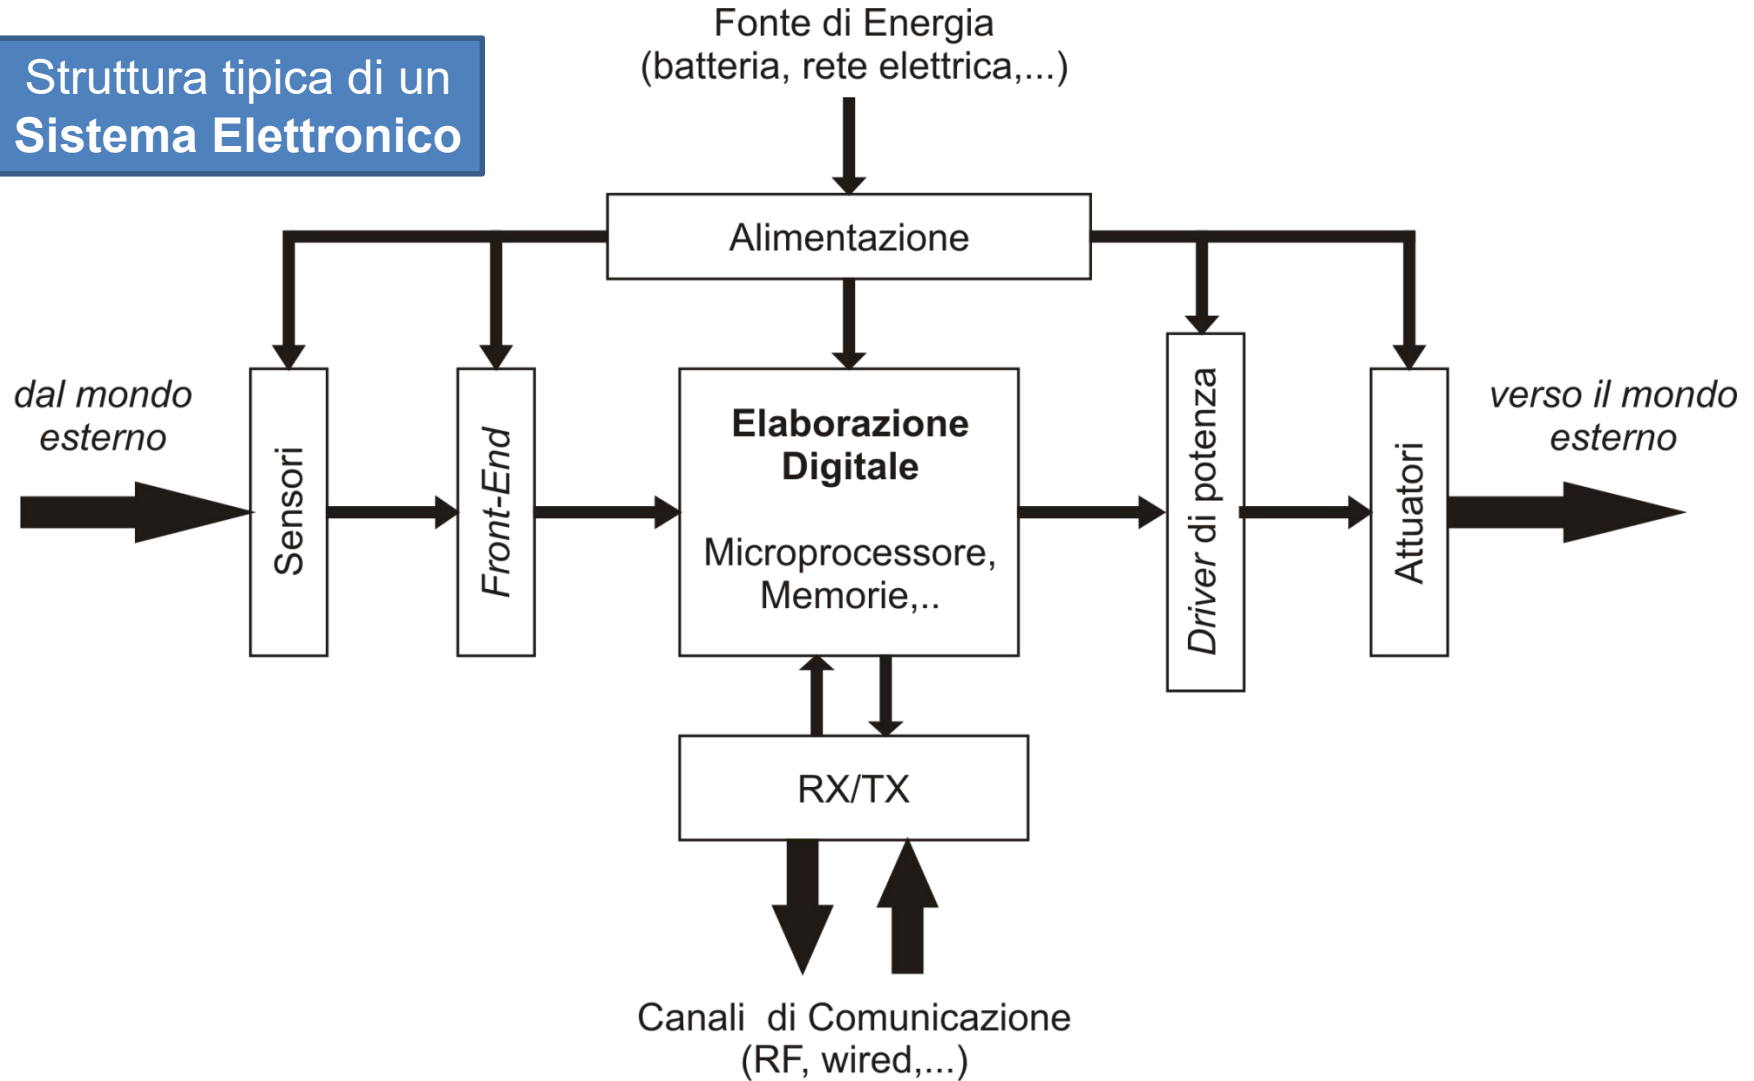 Struttura tipica di un
Sistema Elettronico
Fonte di Energia
(batteria, rete elettrica,...)
Alimentazione
dal mondo
esterno
Sensori
Front-End
Elaborazione
Digitale
Microprocessore,
Memorie,..
Driver di potenza
Attuatori
verso il mondo
esterno
RX/TX
Canali di Comunicazione
(RF, wired,...)